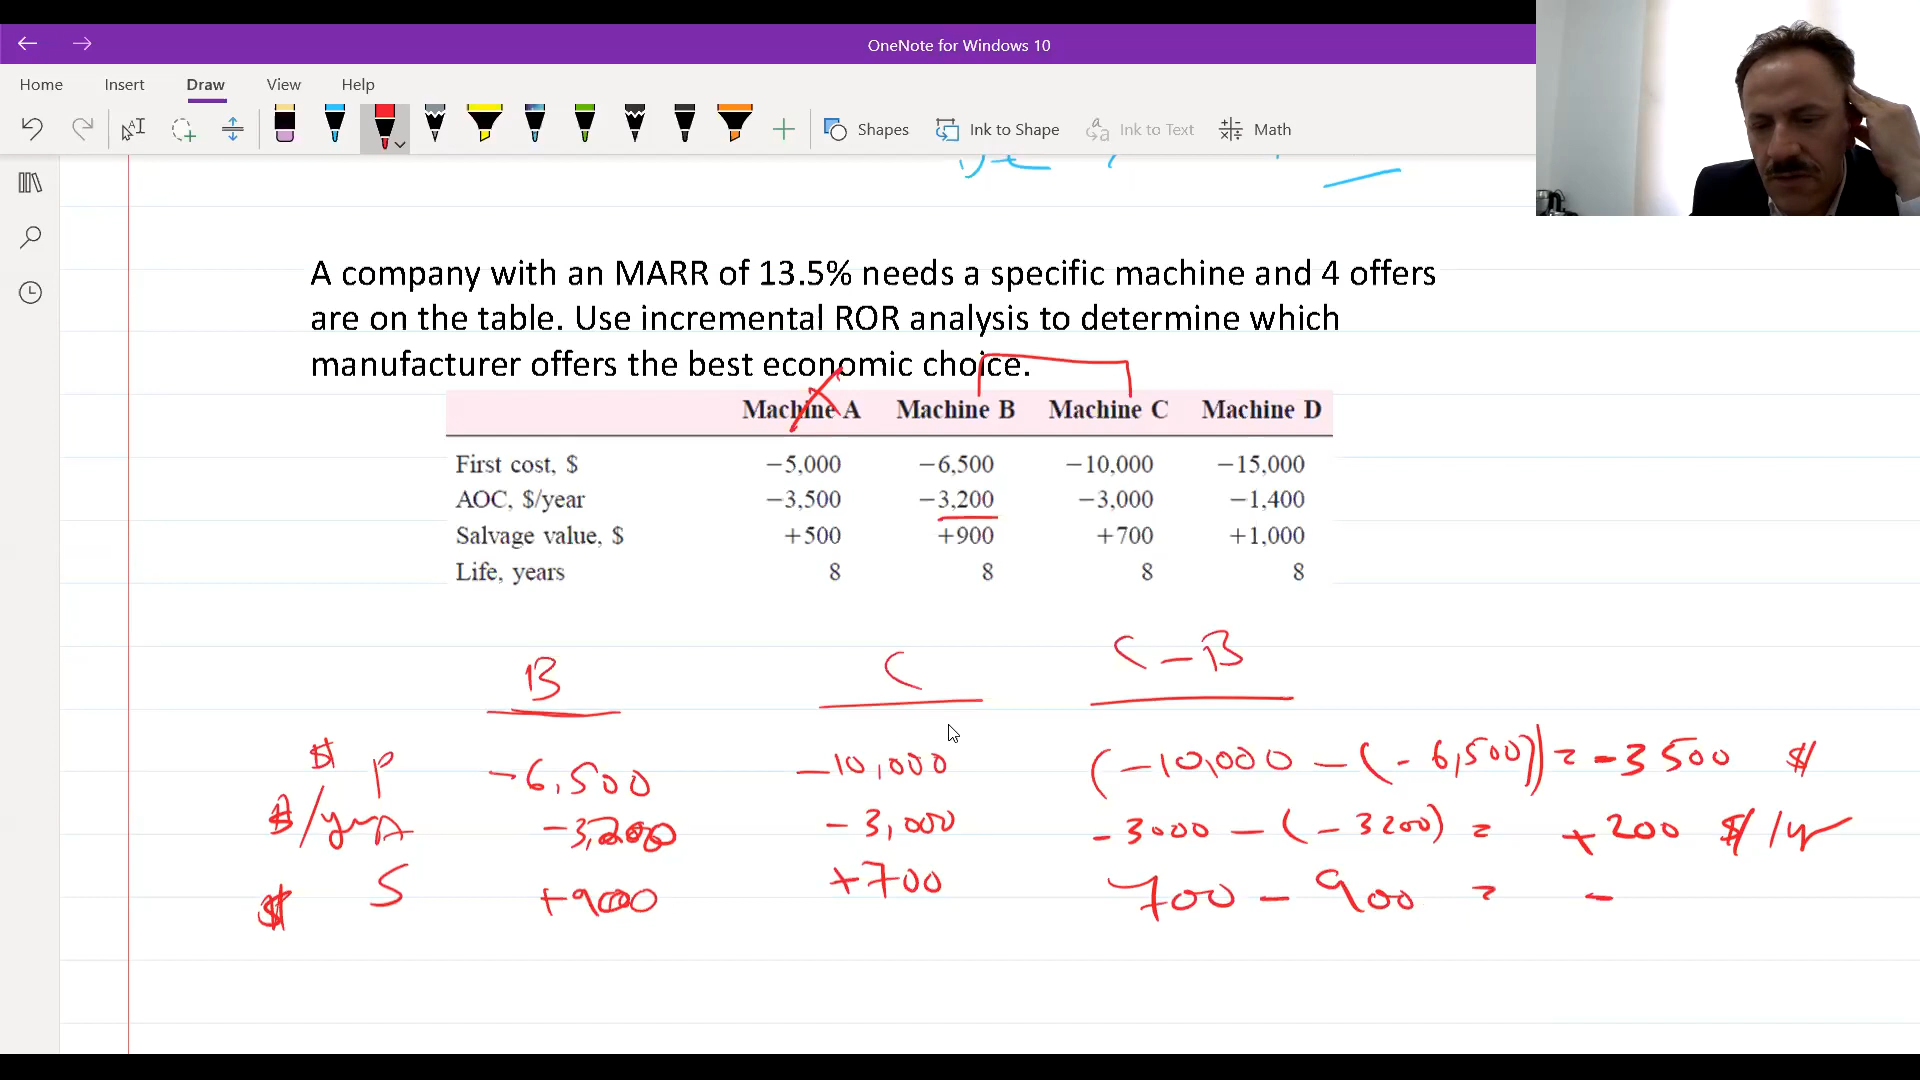 OneNote for Windows 10
Home Insert Draw View Help
Shapes Ink to Shape Ink to Text Math
A company with an MARR of 13.5% needs a specific machine and 4 offers
are on the table. Use incremental ROR analysis to determine which
manufacturer offers the best economic choice.
Machine A Machine B Machine C Machine D
First cost, $ −5,000 −6,500 −10,000 −15,000
AOC, $/year −3,500 −3,200 −3,000 −1,400
Salvage value, $ +500 +900 +700 +1,000
Life, years 8 8 8 8
B C C - B
$ P -6,500 -10,000 (-10,000 - (-6,500)) = -3500 $
$/year A -3,200 -3,000 -3000 - (-3200) = +200 $/yr
$ S +900 +700 700 - 900 = -